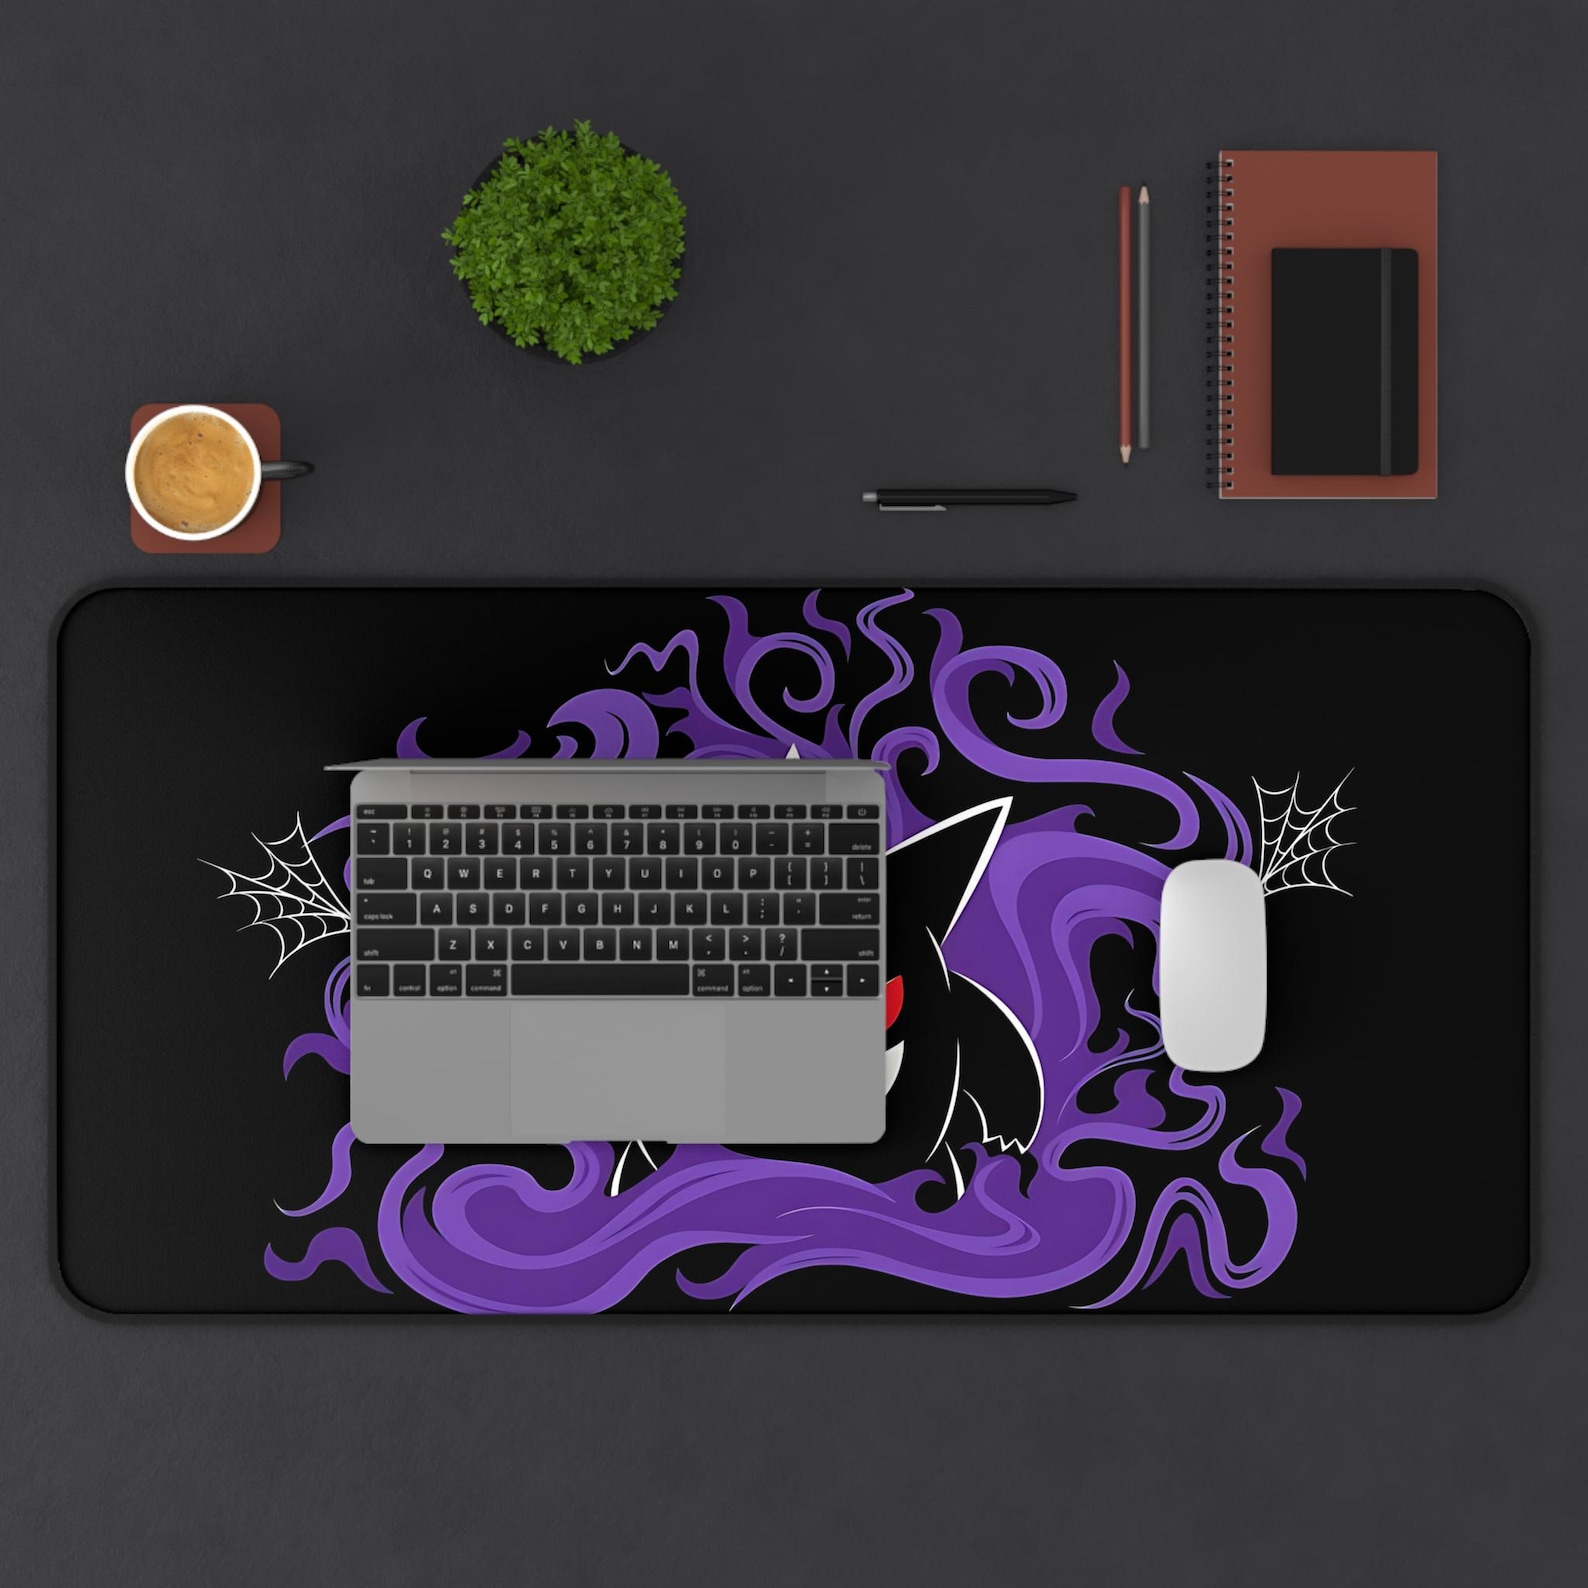 esc
~ ! @ # $ % ^ & * ( ) _ +
` 1 2 3 4 5 6 7 8 9 0 - = delete
tab Q W E R T Y U I O P { [ } ] | \
caps lock A S D F G H J K L : ; " ' enter return
shift Z X C V B N M < , > . ? / shift
fn control alt option ⌘ command ⌘ command alt option